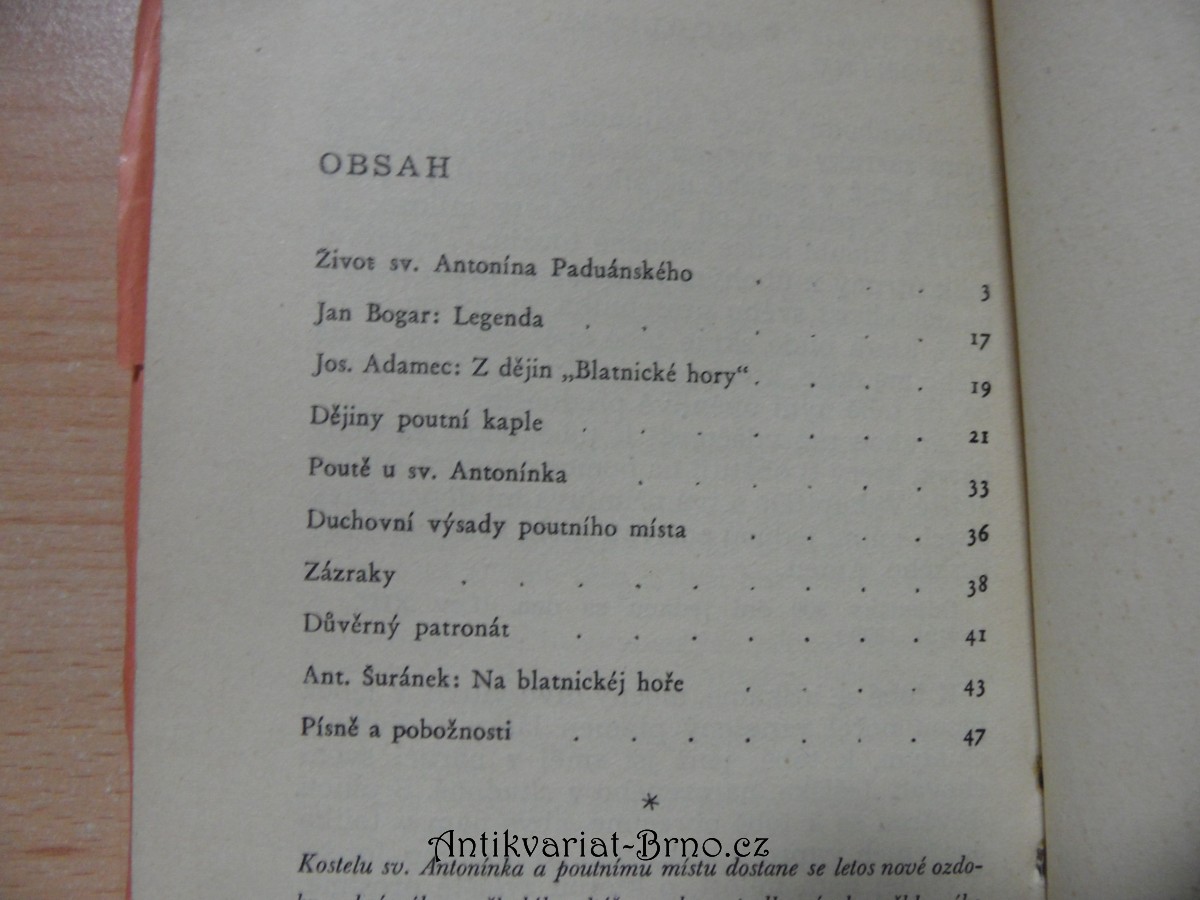 OBSAH
Život sv. Antonína Paduánského . . . . 3
Jan Bogar: Legenda . . . . . . 17
Jos. Adamec: Z dějin „Blatnické hory“ . . . 19
Dějiny poutní kaple . . . . . . . 21
Poutě u sv. Antonínka . . . . . . 33
Duchovní výsady poutního místa . . . . 36
Zázraky . . . . . . . . . 38
Důvěrný patronát . . . . . . . 41
Ant. Šuránek: Na blatnickéj hoře . . . . 43
Písně a pobožnosti . . . . . . . 47
*
Antikvariat-Brno.cz
Kostelu sv. Antonínka a poutnímu místu dostane se letos nové ozdo-